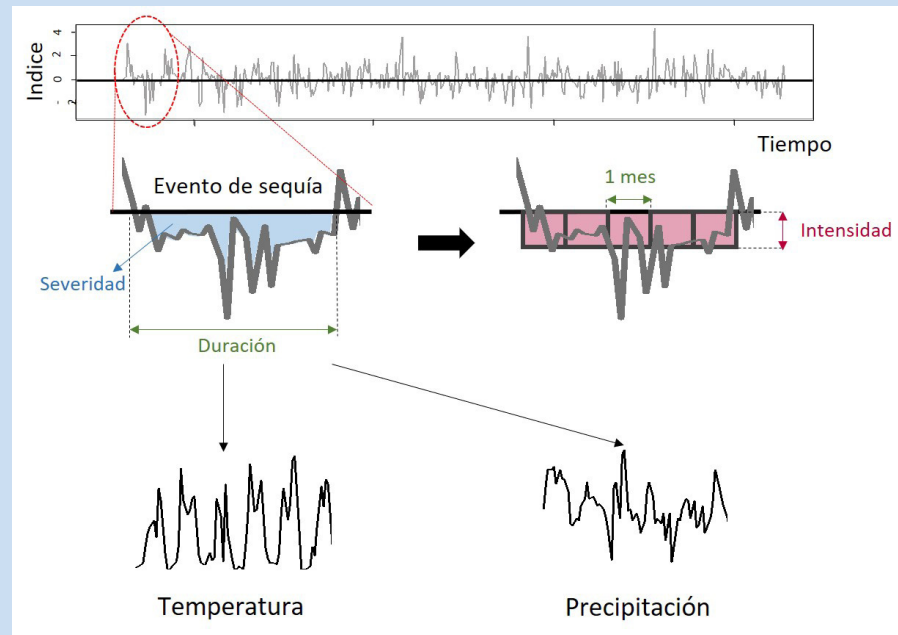 Indice
4
2
0
- 2
Tiempo
Evento de sequía
1 mes
Intensidad
Severidad
Duración
Temperatura
Precipitación